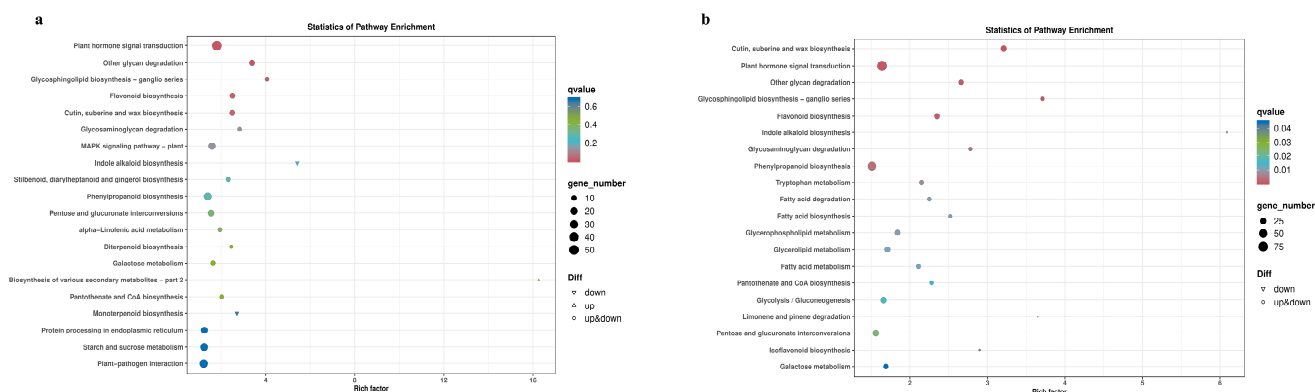 a
Statistics of Pathway Enrichment
Plant hormone signal transduction
Other glycan degradation
Glycosphingolipid biosynthesis − ganglio series
Flavonoid biosynthesis
Cutin, suberine and wax biosynthesis
Glycosaminoglycan degradation
MAPK signaling pathway − plant
Indole alkaloid biosynthesis
Stilbenoid, diarylheptanoid and gingerol biosynthesis
Phenylpropanoid biosynthesis
Pentose and glucuronate interconversions
alpha−Linolenic acid metabolism
Diterpenoid biosynthesis
Galactose metabolism
Biosynthesis of various secondary metabolites − part 2
Pantothenate and CoA biosynthesis
Monoterpenoid biosynthesis
Protein processing in endoplasmic reticulum
Starch and sucrose metabolism
Plant−pathogen interaction
4 8 12 16
Rich factor
qvalue
0.6
0.4
0.2
gene_number
10
20
30
40
50
Diff
down
up
up&down
b
Statistics of Pathway Enrichment
Cutin, suberine and wax biosynthesis
Plant hormone signal transduction
Other glycan degradation
Glycosphingolipid biosynthesis − ganglio series
Flavonoid biosynthesis
Indole alkaloid biosynthesis
Glycosaminoglycan degradation
Phenylpropanoid biosynthesis
Tryptophan metabolism
Fatty acid degradation
Fatty acid biosynthesis
Glycerophospholipid metabolism
Glycerolipid metabolism
Fatty acid metabolism
Pantothenate and CoA biosynthesis
Glycolysis / Gluconeogenesis
Limonene and pinene degradation
Pentose and glucuronate interconversions
Isoflavonoid biosynthesis
Galactose metabolism
2 3 4 5 6
Rich factor
qvalue
0.04
0.03
0.02
0.01
gene_number
25
50
75
Diff
down
up&down